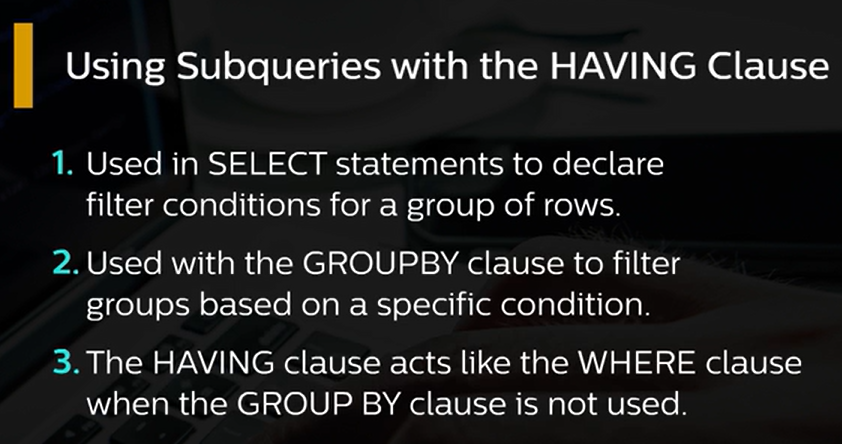 Using Subqueries with the HAVING Clause
1. Used in SELECT statements to declare
filter conditions for a group of rows.
2. Used with the GROUPBY clause to filter
groups based on a specific condition.
3. The HAVING clause acts like the WHERE clause
when the GROUP BY clause is not used.